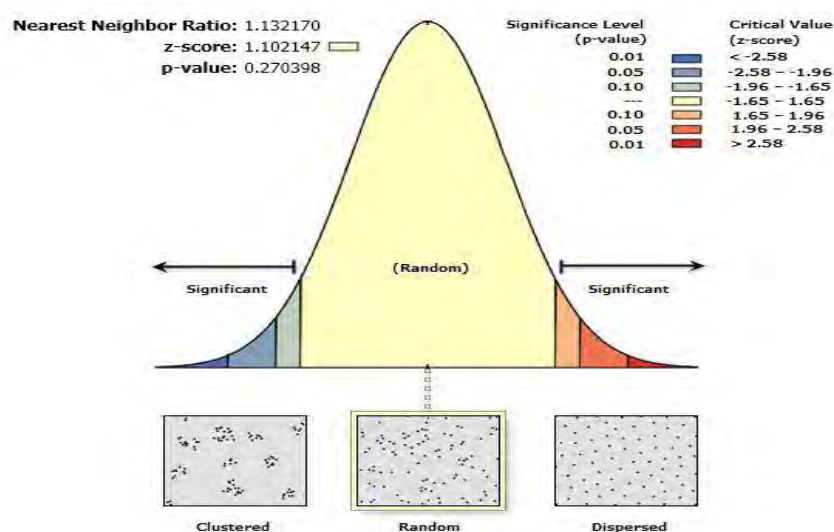 Nearest Neighbor Ratio: 1.132170
z-score: 1.102147
p-value: 0.270398
Significance Level
(p-value)
Critical Value
(z-score)
0.01 < -2.58
0.05 -2.58 – -1.96
0.10 -1.96 – -1.65
--- -1.65 – 1.65
0.10 1.65 – 1.96
0.05 1.96 – 2.58
0.01 > 2.58
Significant
(Random)
Significant
Clustered
Random
Dispersed